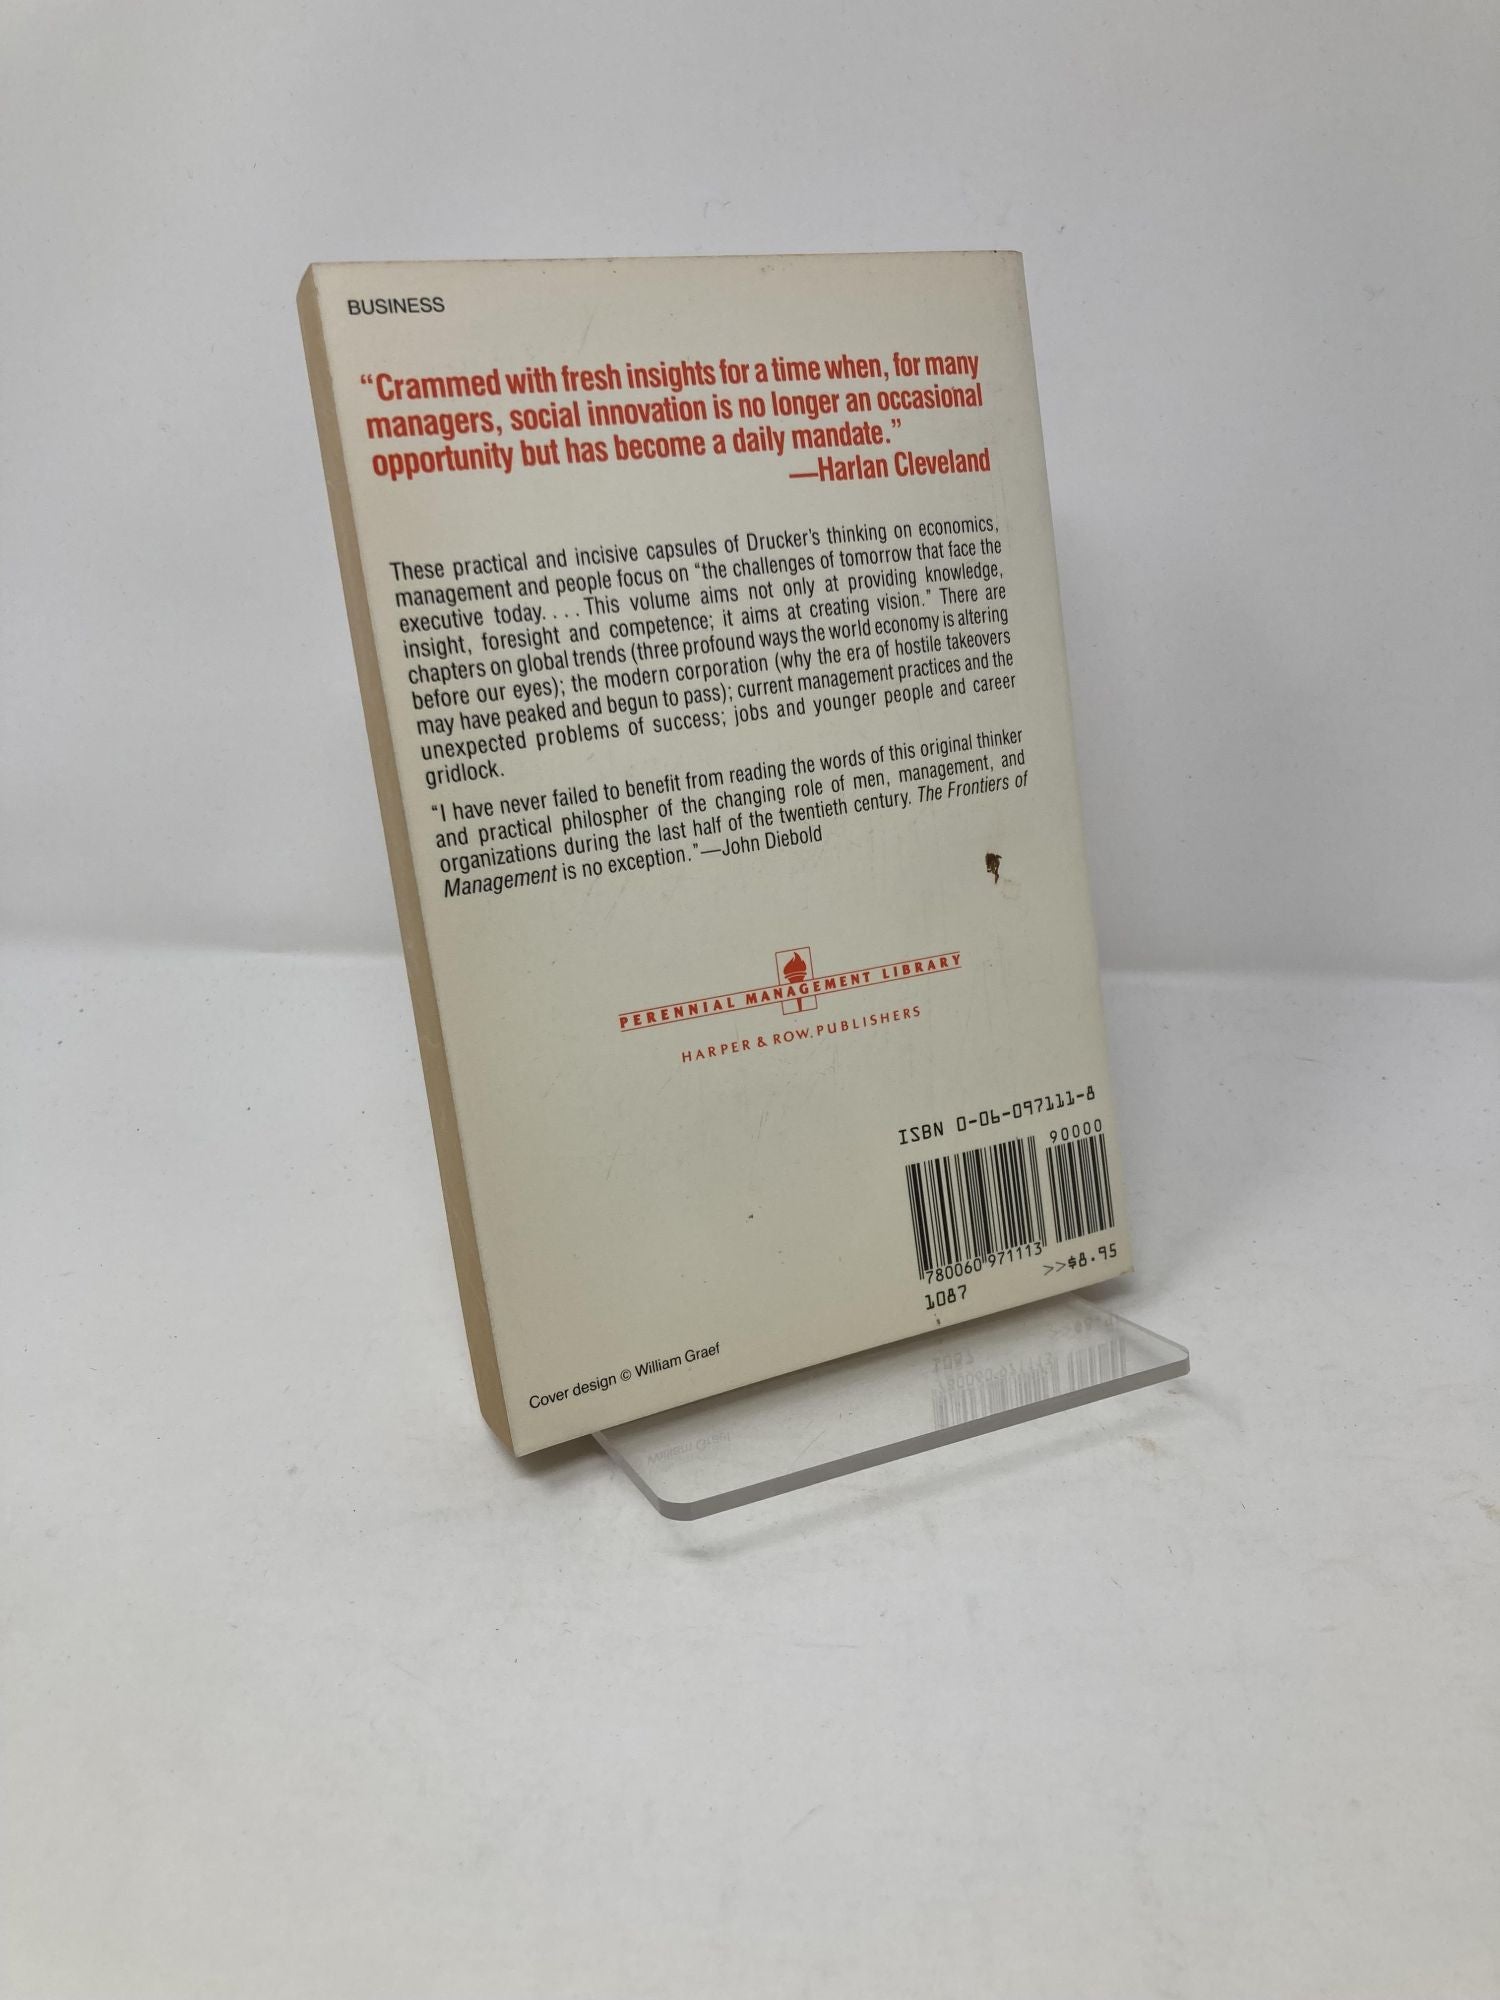 BUSINESS
“Crammed with fresh insights for a time when, for many
managers, social innovation is no longer an occasional
opportunity but has become a daily mandate.”
—Harlan Cleveland
These practical and incisive capsules of Drucker's thinking on economics,
management and people focus on “the challenges of tomorrow that face the
executive today. . . . This volume aims not only at providing knowledge,
insight, foresight and competence; it aims at creating vision.” There are
chapters on global trends (three profound ways the world economy is altering
before our eyes); the modern corporation (why the era of hostile takeovers
may have peaked and begun to pass); current management practices and the
unexpected problems of success; jobs and younger people and career
gridlock.
“I have never failed to benefit from reading the words of this original thinker
and practical philospher of the changing role of men, management, and
organizations during the last half of the twentieth century. The Frontiers of
Management is no exception.”—John Diebold
PERENNIAL MANAGEMENT LIBRARY
HARPER & ROW, PUBLISHERS
ISBN 0-06-097111-8
90000
780060 971113
>>$8.95
1087
Cover design © William Graef